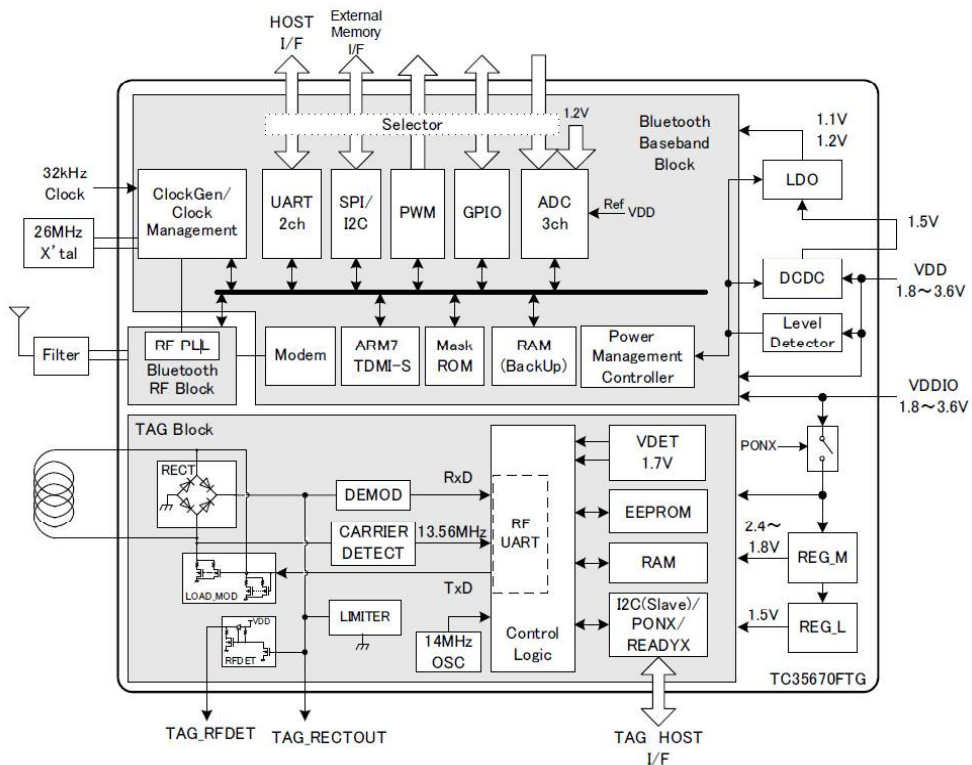 HOST
I/F
External
Memory
I/F
Selector
1.2V
Bluetooth
Baseband
Block
1.1V
1.2V
LDO
32kHz
Clock
ClockGen/
Clock
Management
UART
2ch
SPI/
I2C
PWM
GPIO
ADC
3ch
Ref
VDD
1.5V
26MHz
X'tal
DCDC
VDD
1.8～3.6V
Level
Detector
Filter
RF PLL
Bluetooth
RF Block
Modem
ARM7
TDMI-S
Mask
ROM
RAM
(BackUp)
Power
Management
Controller
VDDIO
1.8～3.6V
TAG Block
PONX
RECT
DEMOD
RxD
VDET
1.7V
CARRIER
DETECT
13.56MHz
RF
UART
EEPROM
2.4～
1.8V
REG_M
LOAD_MOD
TxD
RAM
VDD
RFDET
LIMITER
14MHz
OSC
Control
Logic
I2C(Slave)/
PONX/
READYX
1.5V
REG_L
TC35670FTG
TAG_RFDET
TAG_RECTOUT
TAG HOST
I/F